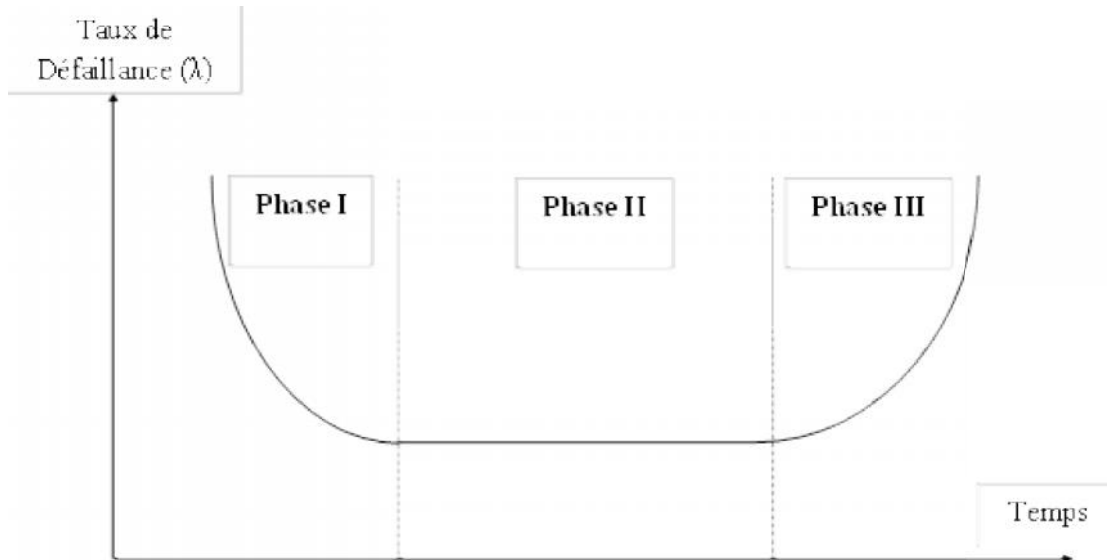 Taux de
Défaillance (λ)
Phase I
Phase II
Phase III
Temps